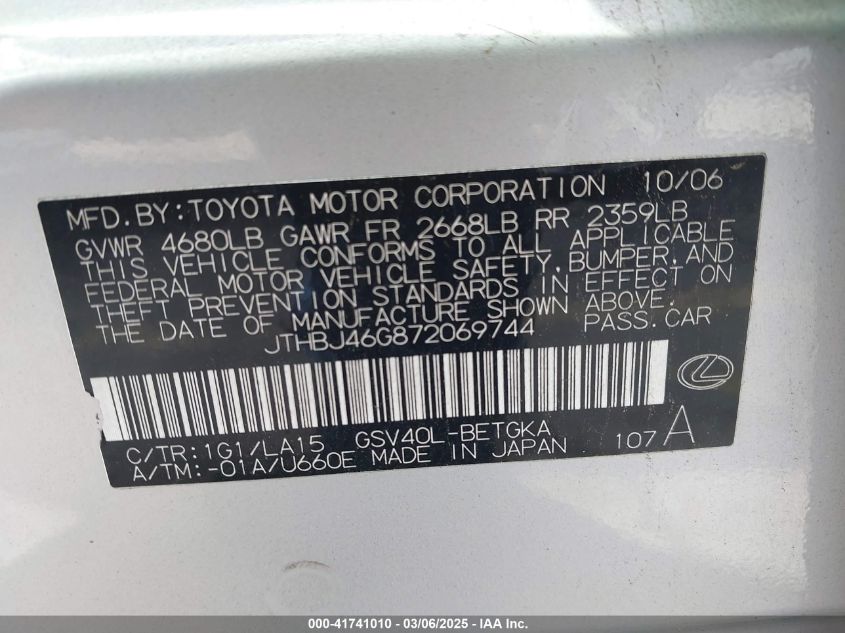 MFD.BY:TOYOTA MOTOR CORPORATION 10/06
GVWR 4680LB GAWR FR 2668LB RR 2359LB
THIS VEHICLE CONFORMS TO ALL APPLICABLE
FEDERAL MOTOR VEHICLE SAFETY,BUMPER,AND
THEFT PREVENTION STANDARDS IN EFFECT ON
THE DATE OF MANUFACTURE SHOWN ABOVE.
JTHBJ46G872069744 PASS.CAR
C/TR:1G1/LA15 GSV40L-BETGKA
A/TM:-01A/U660E MADE IN JAPAN 107A
000-41741010 - 03/06/2025 - IAA Inc.